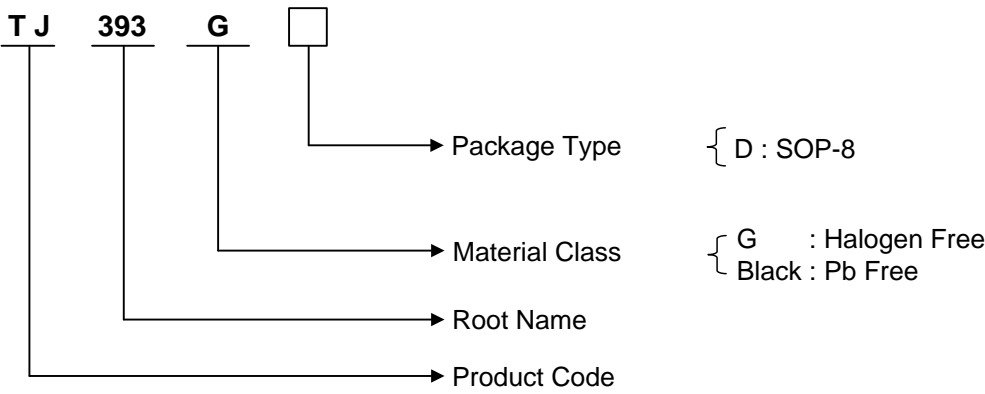 T J 393 G
Package Type { D : SOP-8
Material Class { G : Halogen Free
Black : Pb Free
Root Name
Product Code